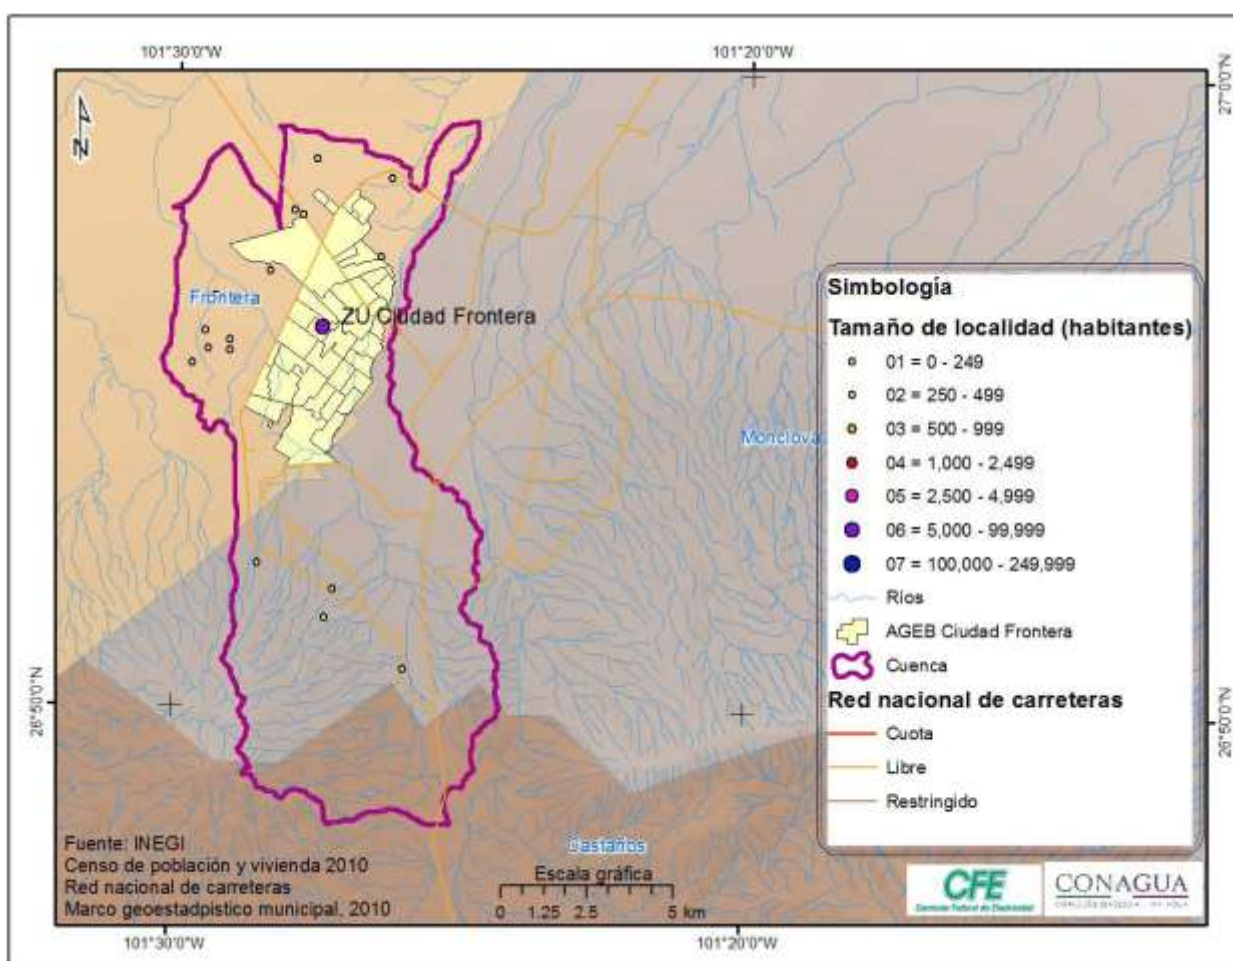 101°30'0"W
101°20'0"W
27°0'0"N
N
Frontera
ZU Ciudad Frontera
Monclova
Castaños
26°50'0"N
26°50'0"N
Simbología
Tamaño de localidad (habitantes)
01 = 0 - 249
02 = 250 - 499
03 = 500 - 999
04 = 1,000 - 2,499
05 = 2,500 - 4,999
06 = 5,000 - 99,999
07 = 100,000 - 249,999
Ríos
AGEB Ciudad Frontera
Cuenca
Red nacional de carreteras
Cuota
Libre
Restringido
Fuente: INEGI
Censo de población y vivienda 2010
Red nacional de carreteras
Marco geoestadpistico municipal, 2010
Escala gráfica
0 1.25 2.5 5 km
CFE
Comisión Federal de Electricidad
CONAGUA
101°30'0"W
101°20'0"W